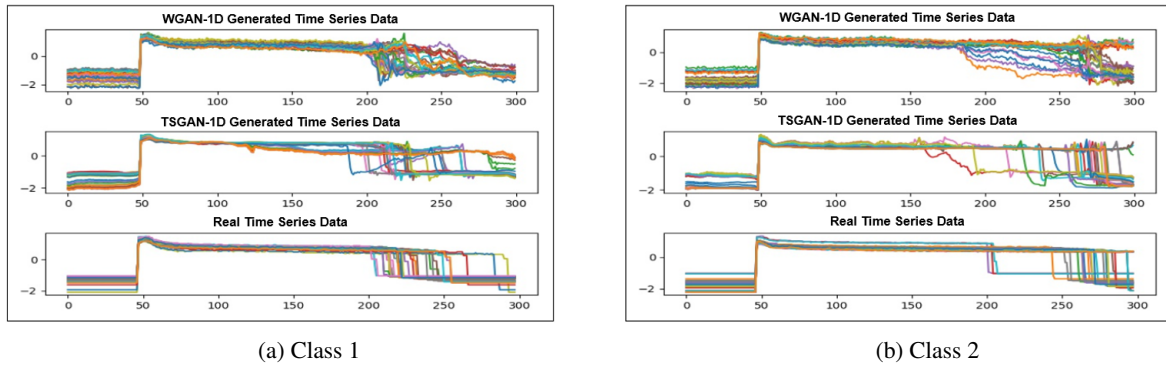 WGAN-1D Generated Time Series Data
0
−2
0 50 100 150 200 250 300
TSGAN-1D Generated Time Series Data
0
−2
0 50 100 150 200 250 300
Real Time Series Data
0
−2
0 50 100 150 200 250 300
(a) Class 1
WGAN-1D Generated Time Series Data
0
−2
0 50 100 150 200 250 300
TSGAN-1D Generated Time Series Data
0
−2
0 50 100 150 200 250 300
Real Time Series Data
0
−2
0 50 100 150 200 250 300
(b) Class 2